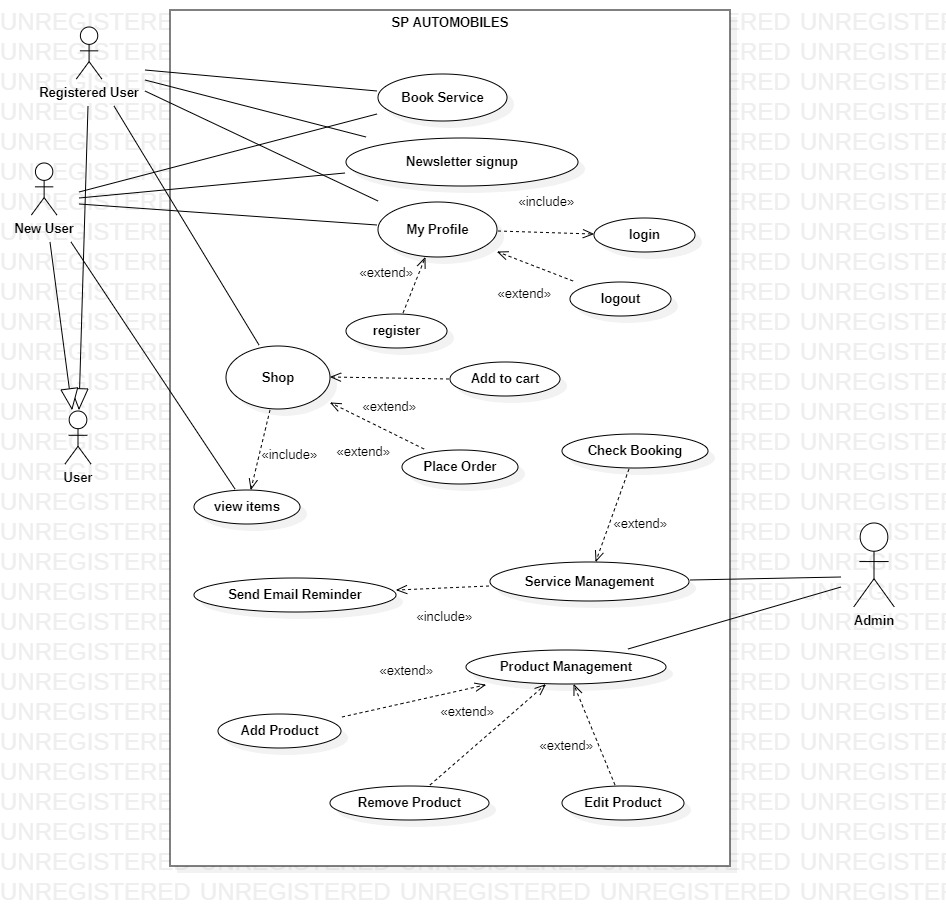 SP AUTOMOBILES
Registered User
Book Service
Newsletter signup
«include»
New User
My Profile
login
«extend»
«extend»
logout
register
Shop
Add to cart
«extend»
«include»
«extend»
Check Booking
User
Place Order
view items
«extend»
Service Management
Send Email Reminder
«include»
Admin
Product Management
«extend»
«extend»
Add Product
«extend»
Remove Product
Edit Product
UNREGISTERED UNREGISTERED UNREGISTERED UNREGISTERED UNREGISTE